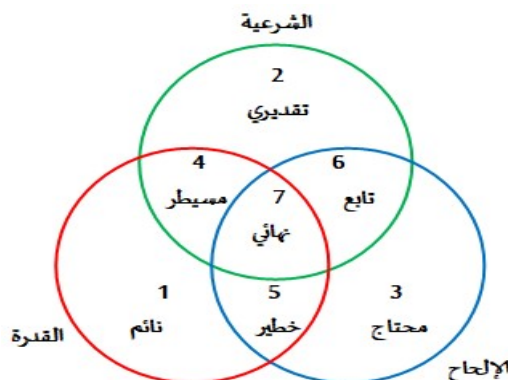 الشرعية
2
تقديري
4
مسيطر
6
تابع
7
نهائي
1
نائم
5
خطير
3
محتاج
القدرة
الإلحاح